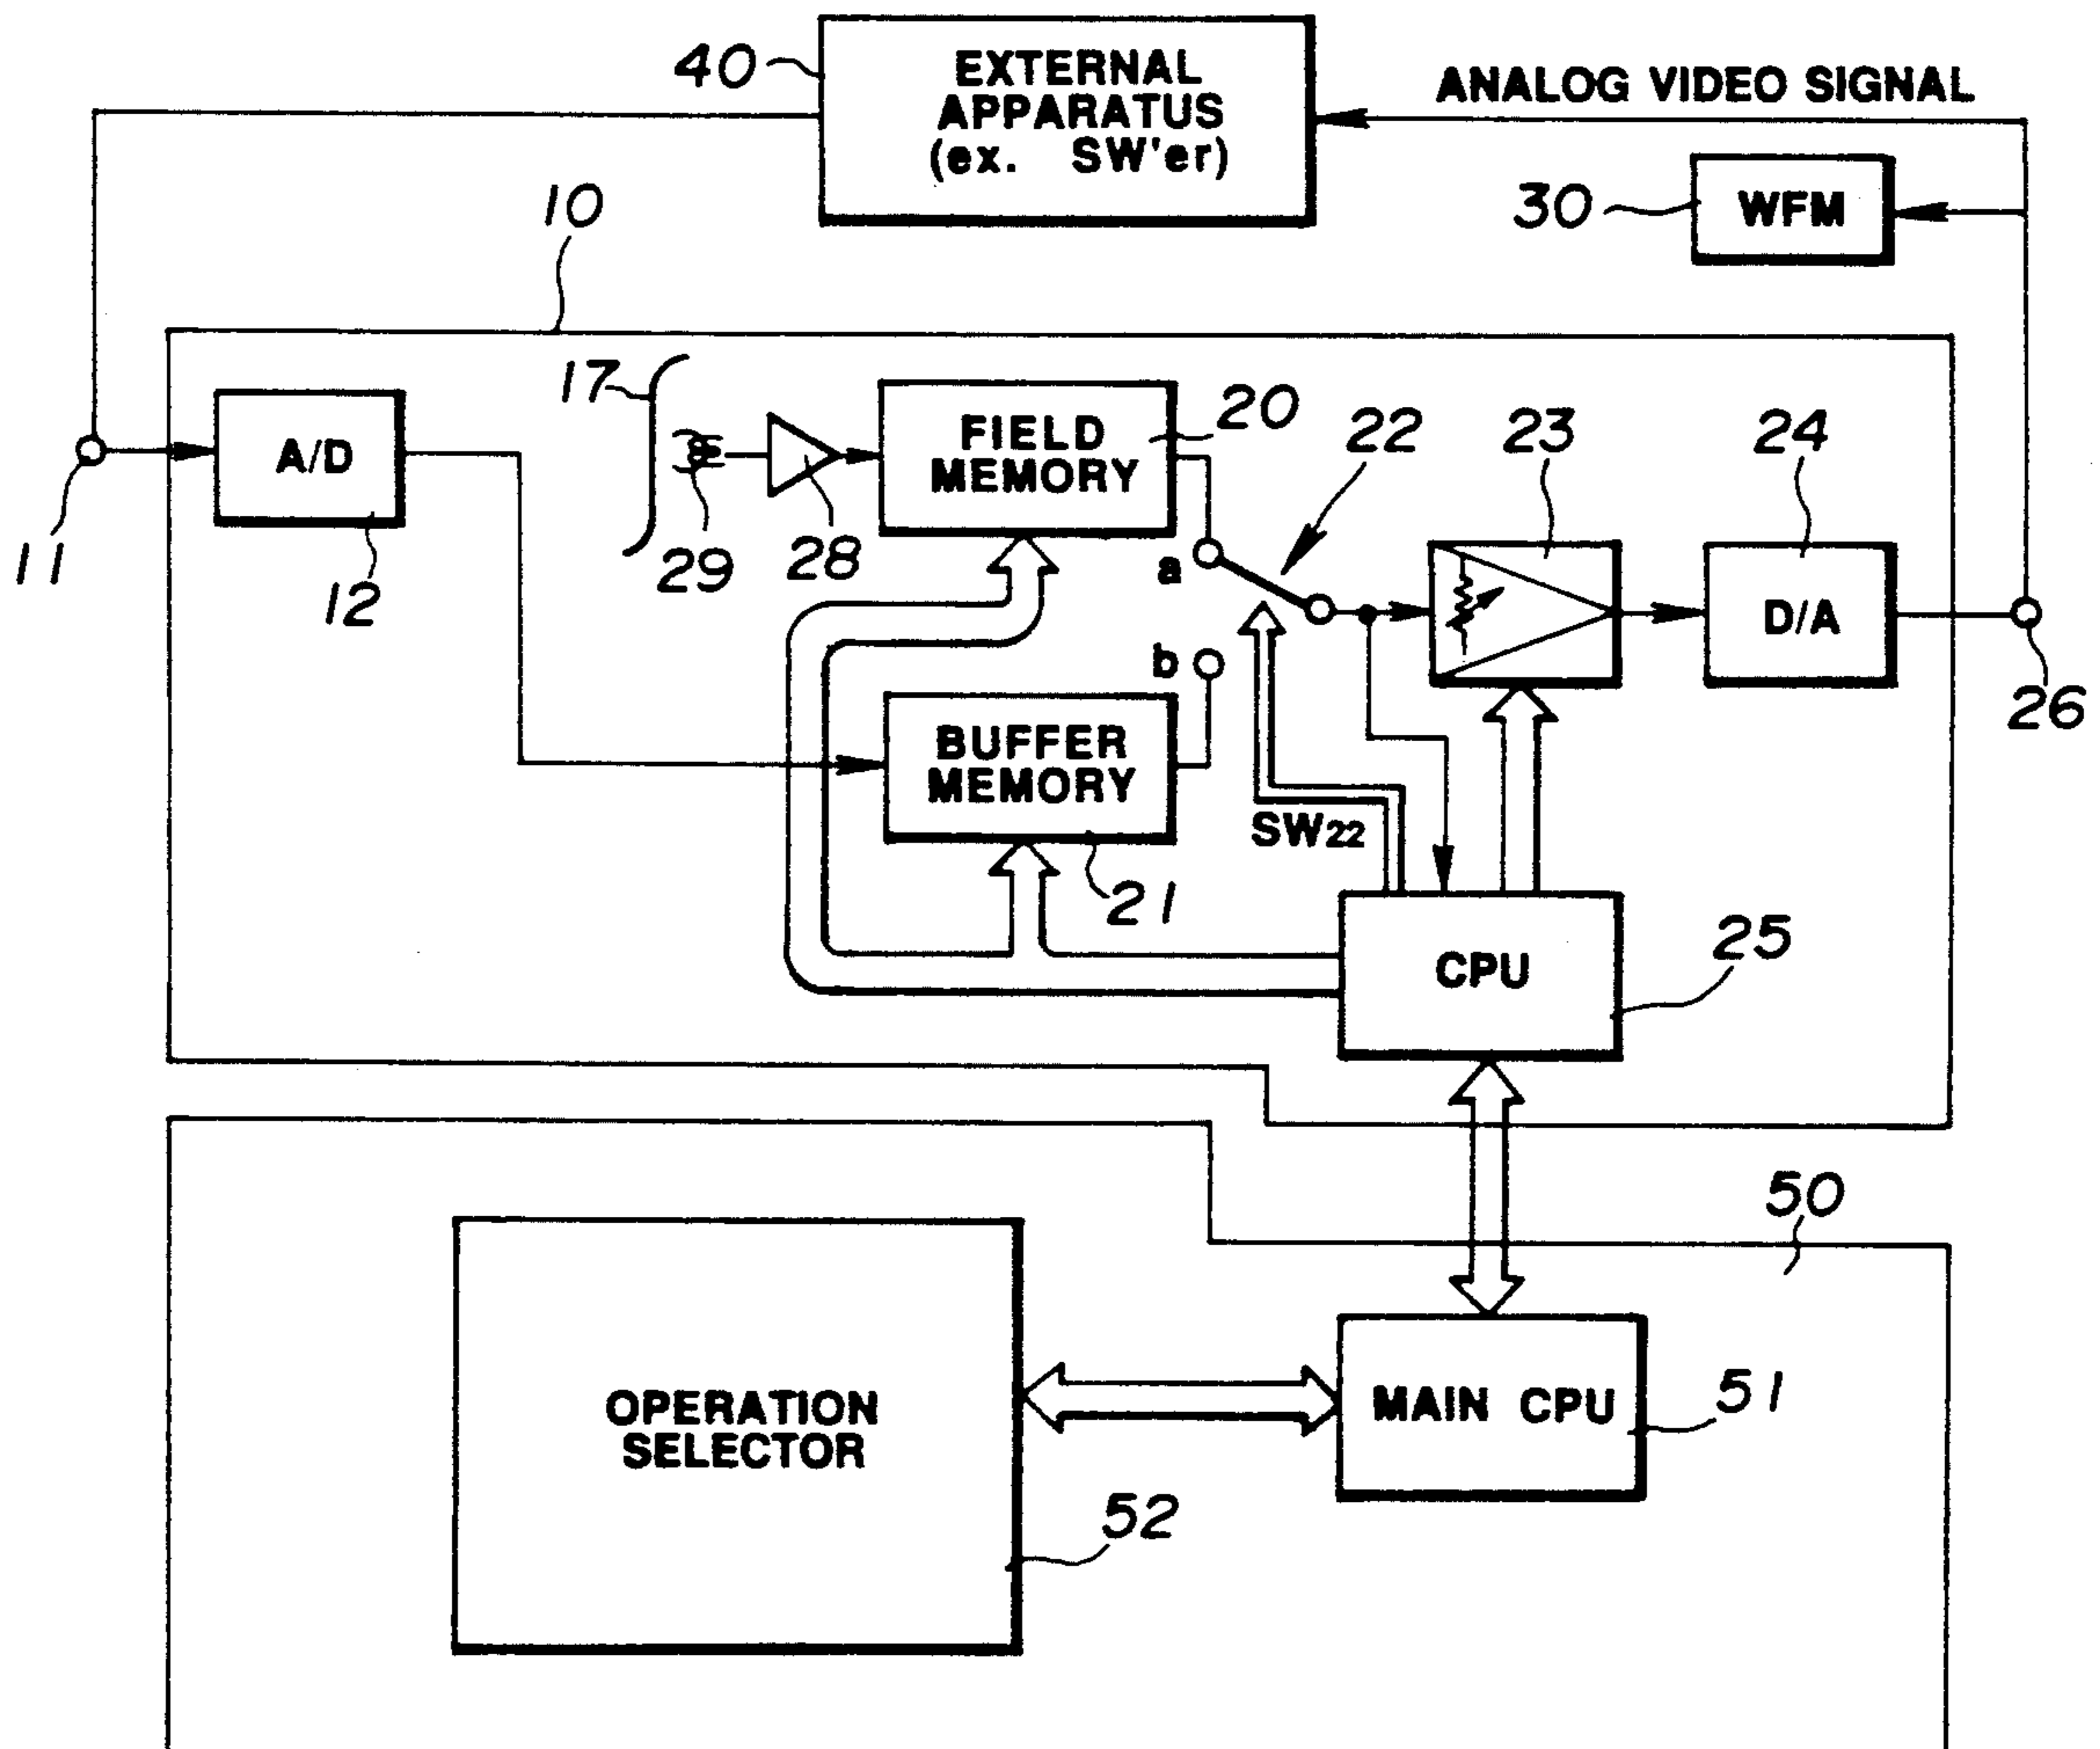 40
EXTERNAL
APPARATUS
(ex. SW'er)
ANALOG VIDEO SIGNAL
30
WFM
10
17
A/D
11
12
29
28
FIELD
MEMORY
20
22
23
24
a
b
D/A
26
BUFFER
MEMORY
21
SW22
CPU
25
50
OPERATION
SELECTOR
52
MAIN CPU
51